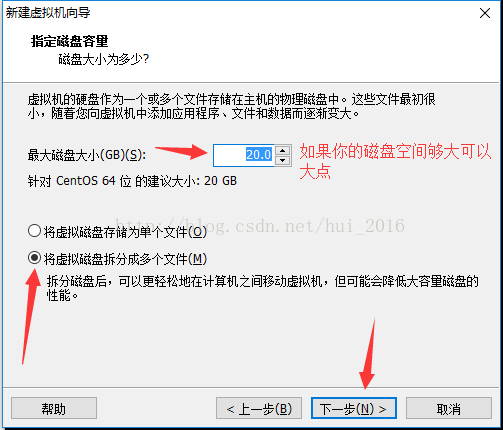 新建虚拟机向导
指定磁盘容量
磁盘大小为多少?
虚拟机的硬盘作为一个或多个文件存储在主机的物理磁盘中。这些文件最初很
小，随着您向虚拟机中添加应用程序、文件和数据而逐渐变大。
最大磁盘大小(GB)(S): 20.0 如果你的磁盘空间够大可以
大点
针对 CentOS 64 位 的建议大小: 20 GB
http://blog.csdn.net/hui_2016
将虚拟磁盘存储为单个文件(O)
将虚拟磁盘拆分成多个文件(M)
拆分磁盘后，可以更轻松地在计算机之间移动虚拟机，但可能会降低大容量磁盘的
性能。
帮助 < 上一步(B) 下一步(N) > 取消